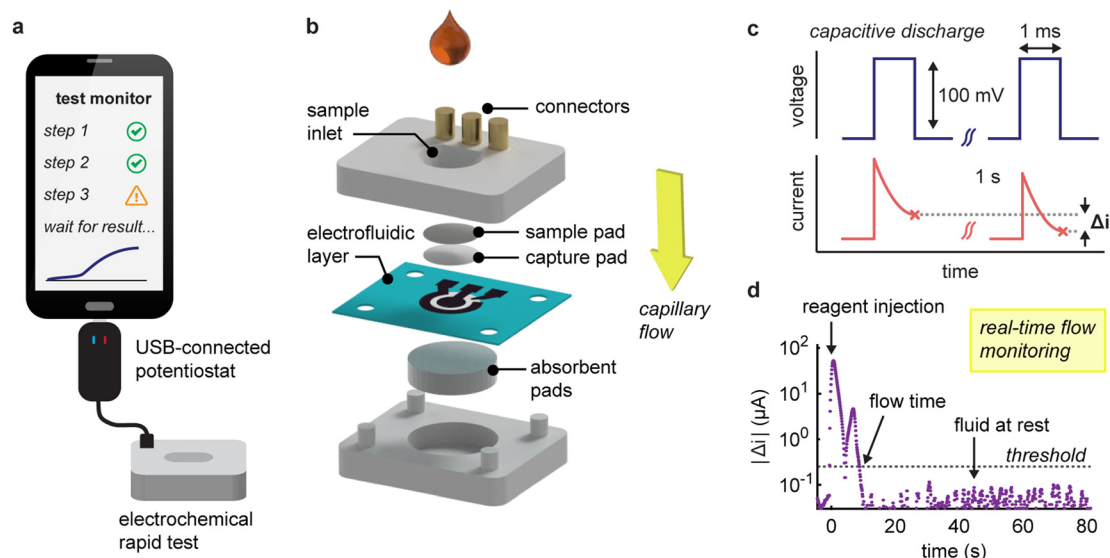 a
test monitor
step 1
step 2
step 3
wait for result...
USB-connected
potentiostat
electrochemical
rapid test
b
sample
inlet
connectors
electrofluidic
layer
sample pad
capture pad
capillary
flow
absorbent
pads
c
capacitive discharge
1 ms
voltage
100 mV
current
1 s
Δi
time
d
reagent injection
real-time flow
monitoring
10²
10¹
10⁰
10⁻¹
|Δi| (µA)
flow time
fluid at rest
threshold
0
20
40
60
80
time (s)